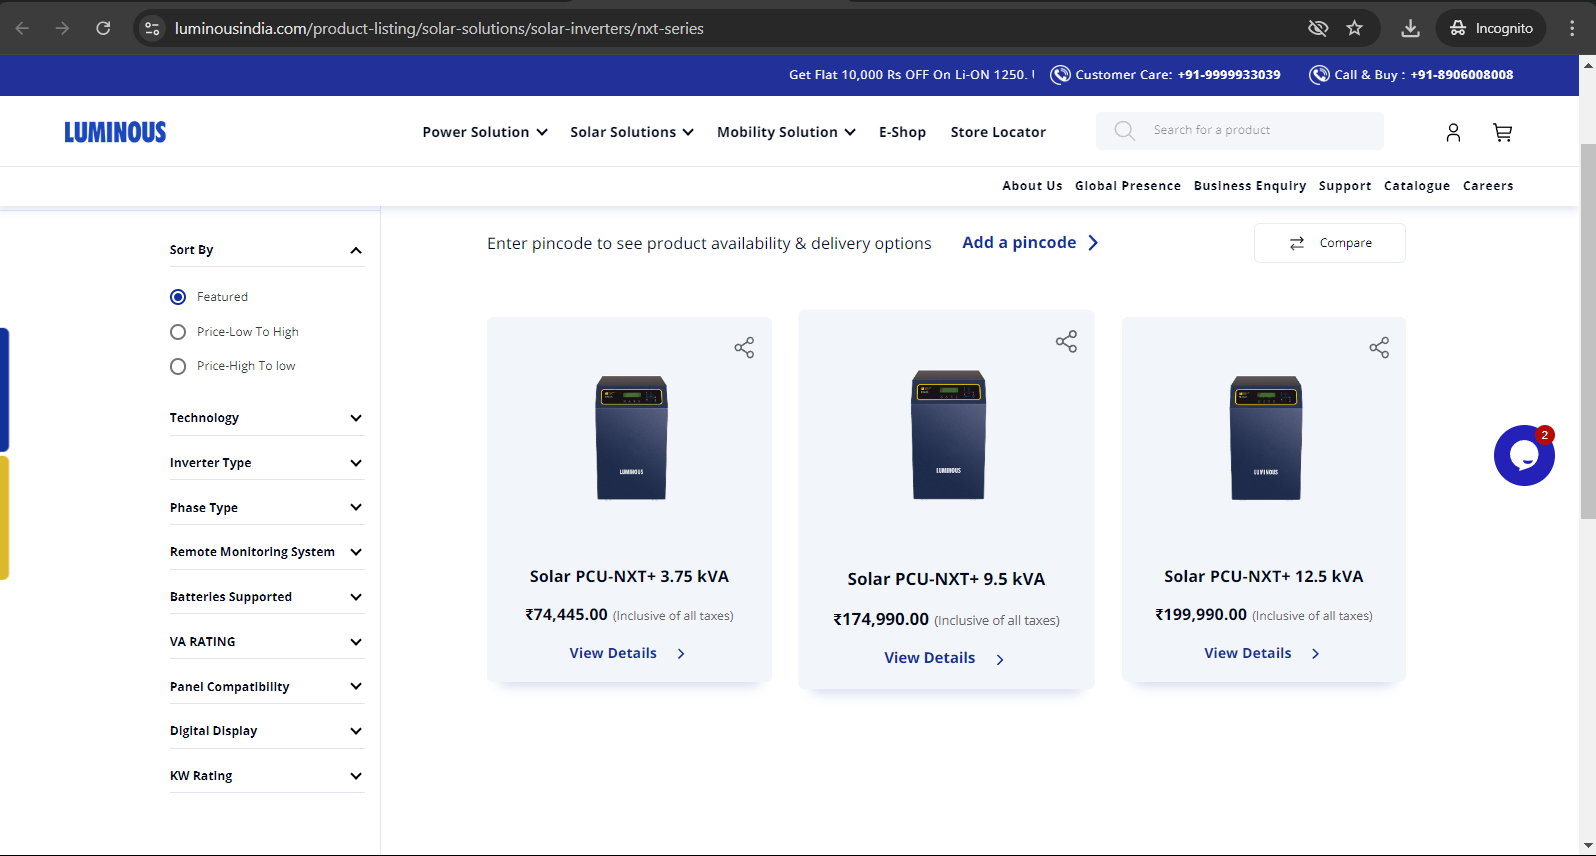 luminousindia.com/product-listing/solar-solutions/solar-inverters/nxt-series
Incognito
Get Flat 10,000 Rs OFF On Li-ON 1250.
Customer Care: +91-9999933039
Call & Buy : +91-8906008008
LUMINOUS
Power Solution
Solar Solutions
Mobility Solution
E-Shop
Store Locator
Search for a product
About Us
Global Presence
Business Enquiry
Support
Catalogue
Careers
Sort By
Featured
Price-Low To High
Price-High To low
Technology
Inverter Type
Phase Type
Remote Monitoring System
Batteries Supported
VA RATING
Panel Compatibility
Digital Display
KW Rating
Enter pincode to see product availability & delivery options
Add a pincode
Compare
LUMINOUS
Solar PCU-NXT+ 3.75 kVA
₹74,445.00 (Inclusive of all taxes)
View Details
LUMINOUS
Solar PCU-NXT+ 9.5 kVA
₹174,990.00 (Inclusive of all taxes)
View Details
LUMINOUS
Solar PCU-NXT+ 12.5 kVA
₹199,990.00 (Inclusive of all taxes)
View Details
2